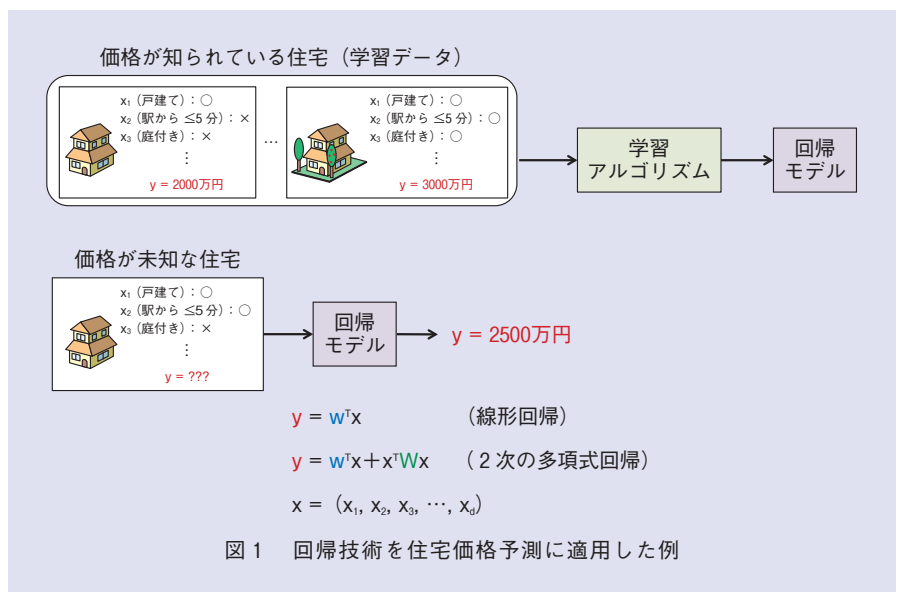 価格が知られている住宅（学習データ）
x₁（戸建て）：○
x₂（駅から ≤5分）：×
x₃（庭付き）：×
⋮
y = 2000万円
…
x₁（戸建て）：○
x₂（駅から ≤5分）：○
x₃（庭付き）：○
⋮
y = 3000万円
学習
アルゴリズム
回帰
モデル
価格が未知な住宅
x₁（戸建て）：○
x₂（駅から ≤5分）：○
x₃（庭付き）：×
⋮
y = ???
回帰
モデル
y = 2500万円
y = wᵀx （線形回帰）
y = wᵀx＋xᵀWx （２次の多項式回帰）
x =（x₁, x₂, x₃, …, x_d）
図１ 回帰技術を住宅価格予測に適用した例